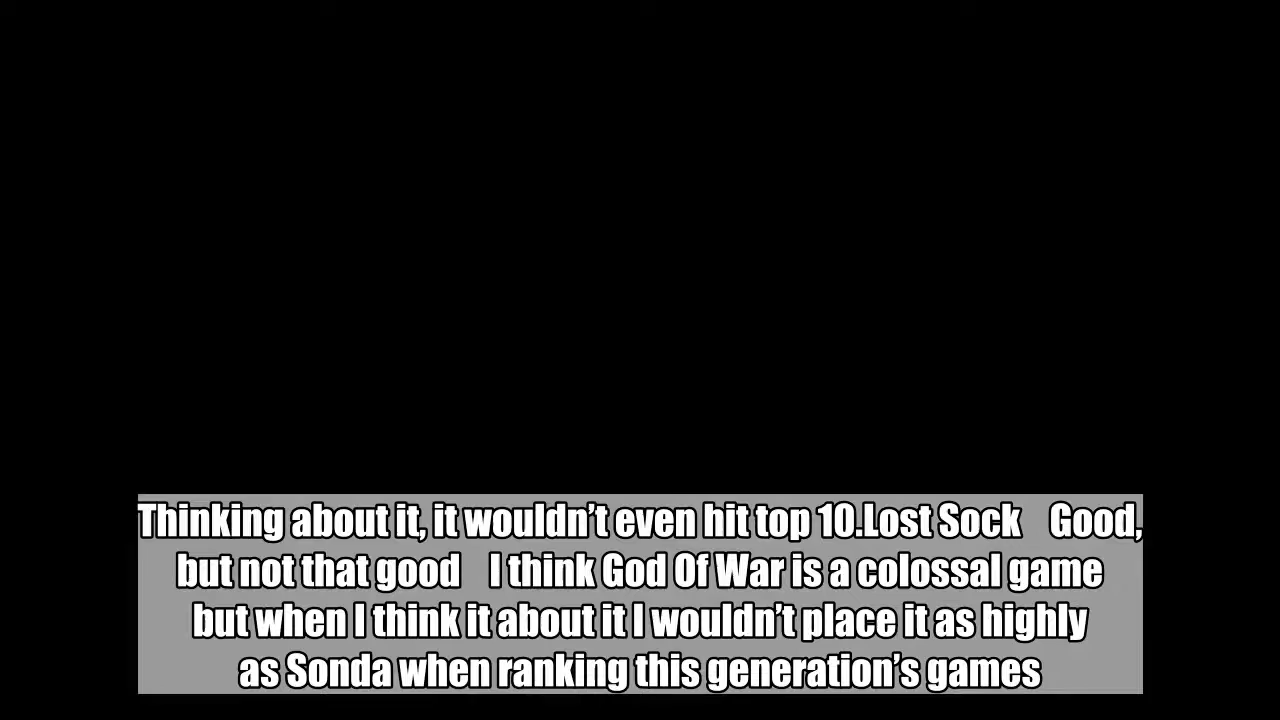 Thinking about it, it wouldn’t even hit top 10.Lost Sock    Good,
but not that good    I think God Of War is a colossal game
but when I think it about it I wouldn’t place it as highly
as Sonda when ranking this generation’s games